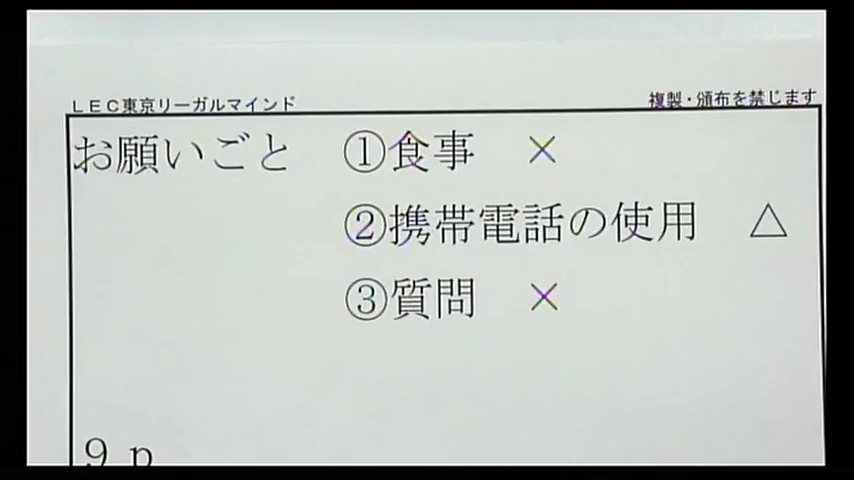 LEC東京リーガルマインド 複製・頒布を禁じます
お願いごと ①食事 ×
②携帯電話の使用 △
③質問 ×
9 p